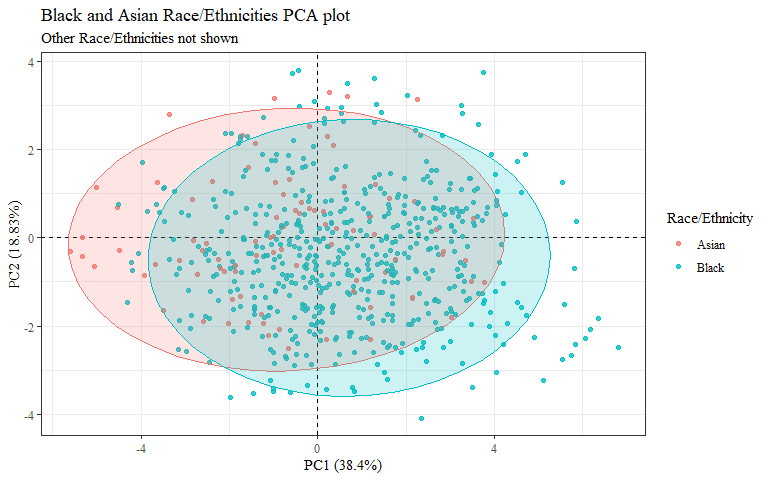 Black and Asian Race/Ethnicities PCA plot
Other Race/Ethnicities not shown
4
2
0
-2
-4
PC2 (18.83%)
-4
0
4
PC1 (38.4%)
Race/Ethnicity
Asian
Black